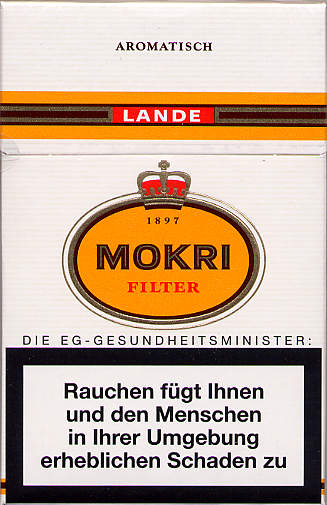 AROMATISCH
LANDE
1897
MOKRI
FILTER
DIE EG-GESUNDHEITSMINISTER:
Rauchen fügt Ihnen
und den Menschen
in Ihrer Umgebung
erheblichen Schaden zu